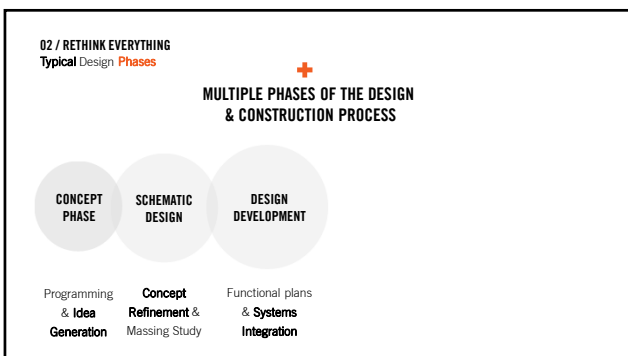 02 / RETHINK EVERYTHING
Typical Design Phases
MULTIPLE PHASES OF THE DESIGN
& CONSTRUCTION PROCESS
CONCEPT
PHASE
SCHEMATIC
DESIGN
DESIGN
DEVELOPMENT
Programming
& Idea
Generation
Concept
Refinement &
Massing Study
Functional plans
& Systems
Integration